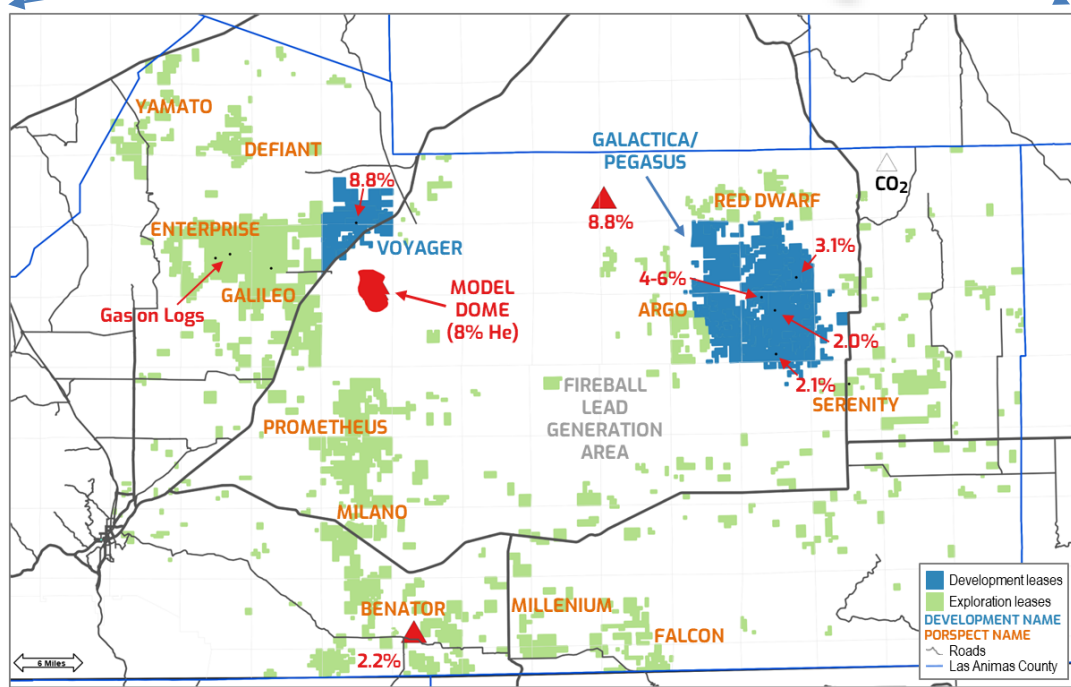 YAMATO
DEFIANT
GALACTICA/
PEGASUS
CO2
8.8%
RED DWARF
8.8%
ENTERPRISE
VOYAGER
3.1%
4-6%
GALILEO
MODEL
DOME
(8% He)
ARGO
Gas on Logs
2.0%
2.1%
FIREBALL
LEAD
GENERATION
AREA
SERENITY
PROMETHEUS
MILANO
BENATOR
MILLENIUM
FALCON
2.2%
6 Miles
Development leases
Exploration leases
DEVELOPMENT NAME
PORSPECT NAME
Roads
Las Animas County